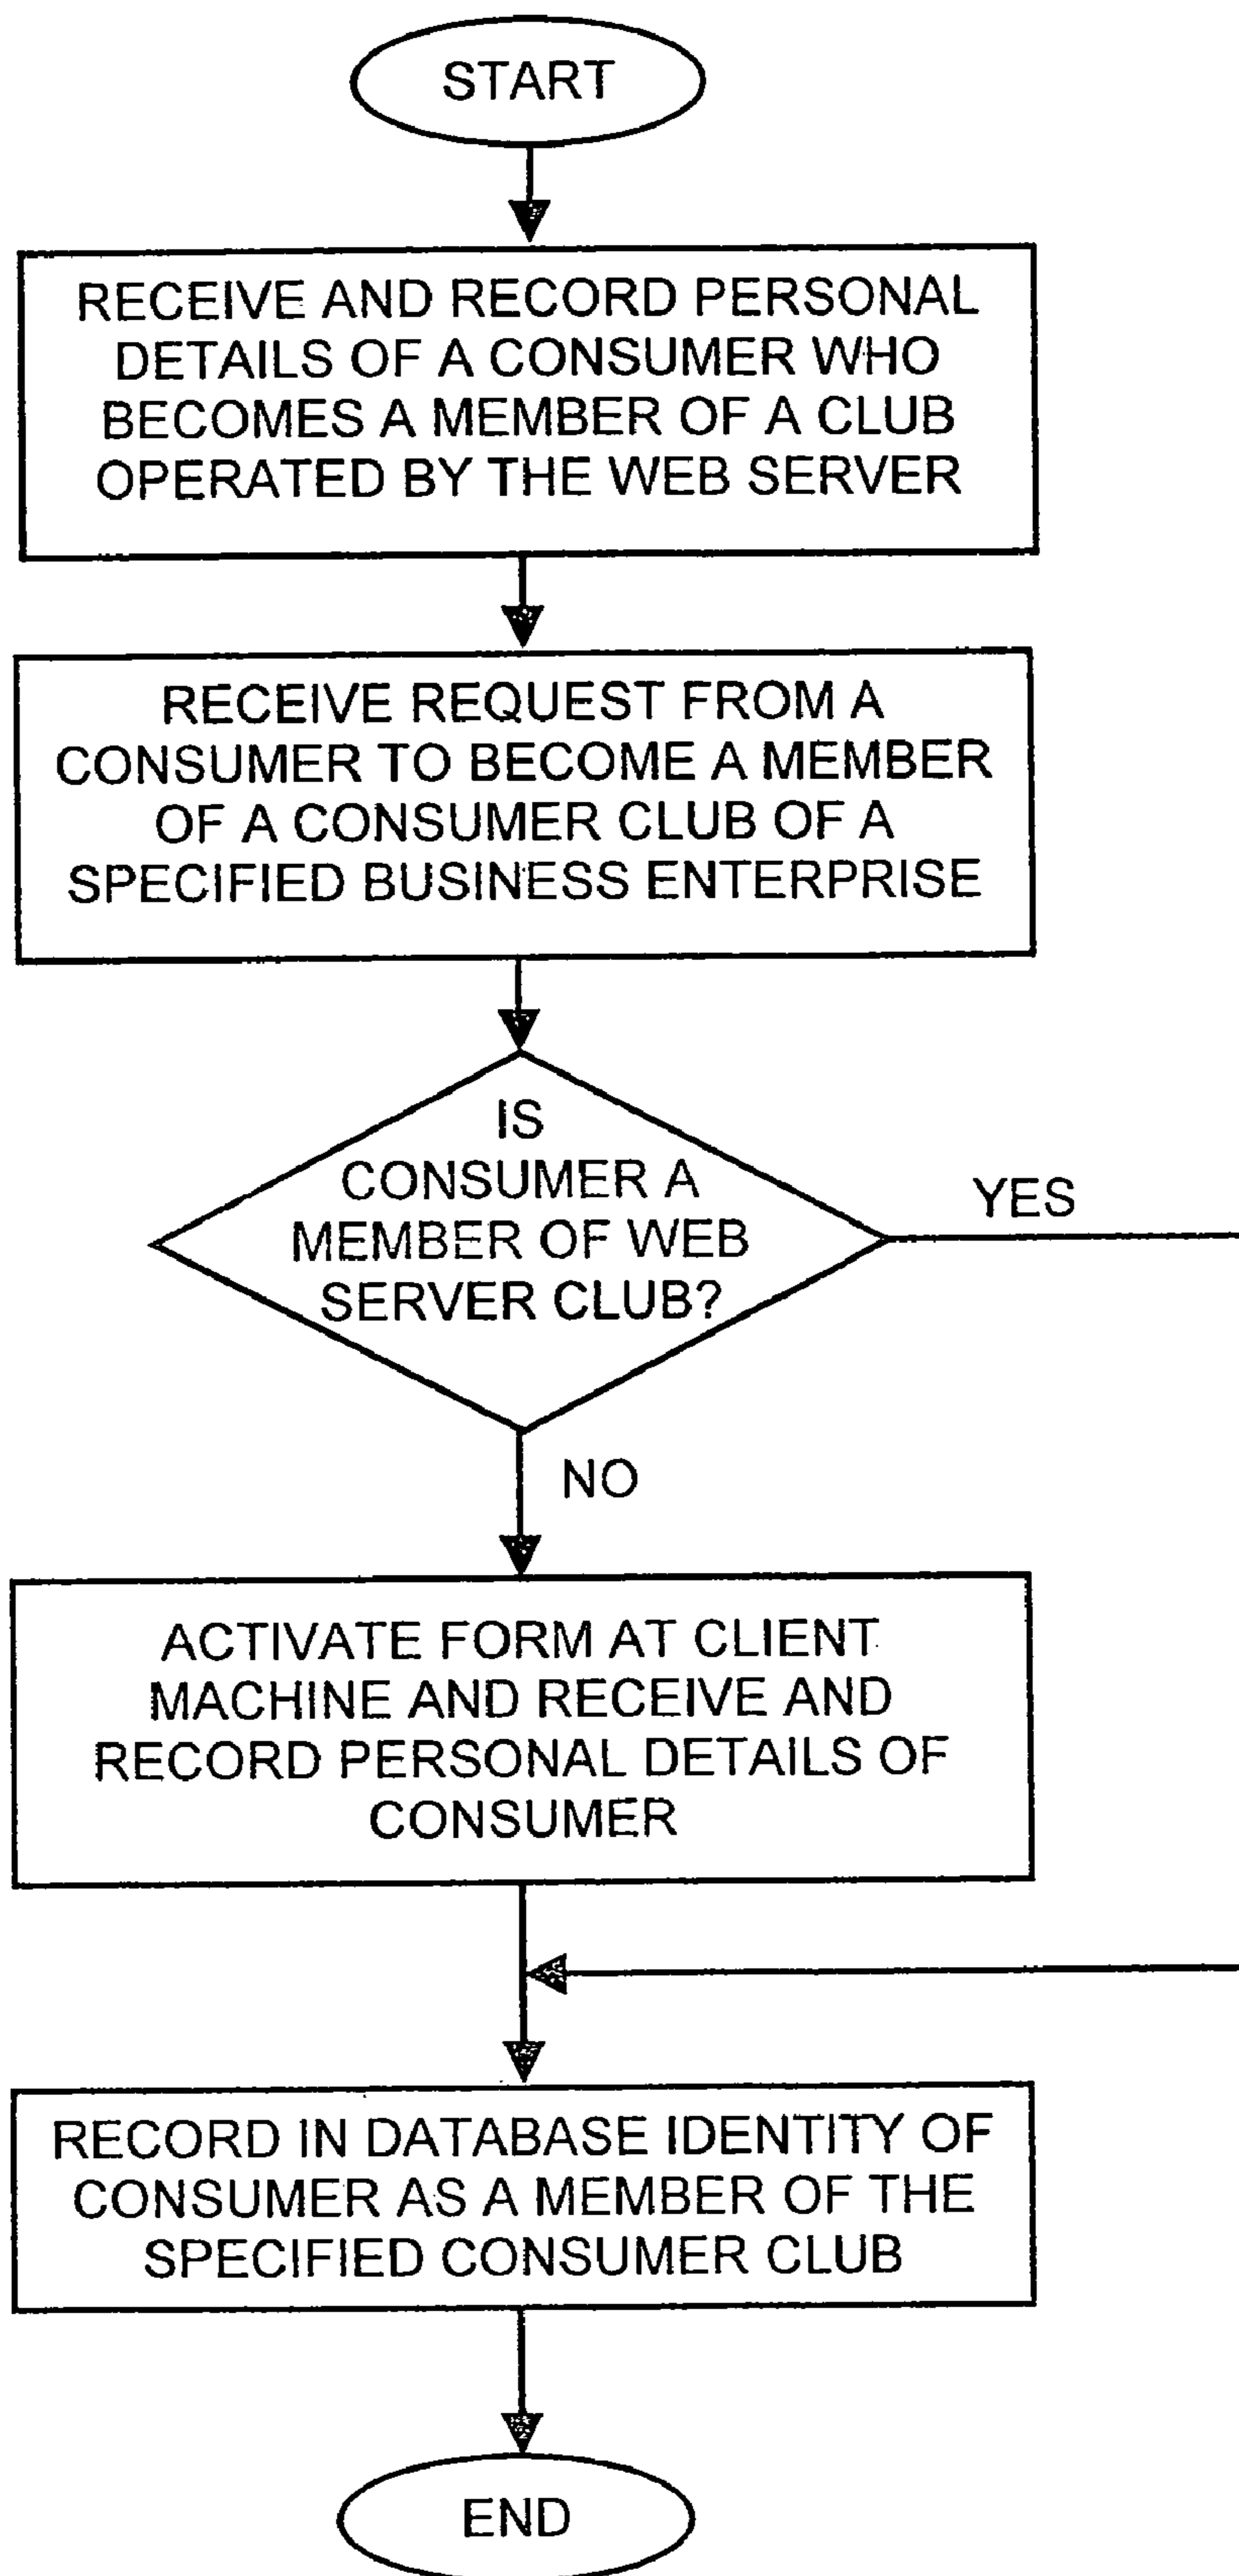 START
RECEIVE AND RECORD PERSONAL
DETAILS OF A CONSUMER WHO
BECOMES A MEMBER OF A CLUB
OPERATED BY THE WEB SERVER
RECEIVE REQUEST FROM A
CONSUMER TO BECOME A MEMBER
OF A CONSUMER CLUB OF A
SPECIFIED BUSINESS ENTERPRISE
IS
CONSUMER A
MEMBER OF WEB
SERVER CLUB?
YES
NO
ACTIVATE FORM AT CLIENT
MACHINE AND RECEIVE AND
RECORD PERSONAL DETAILS OF
CONSUMER
RECORD IN DATABASE IDENTITY OF
CONSUMER AS A MEMBER OF THE
SPECIFIED CONSUMER CLUB
END